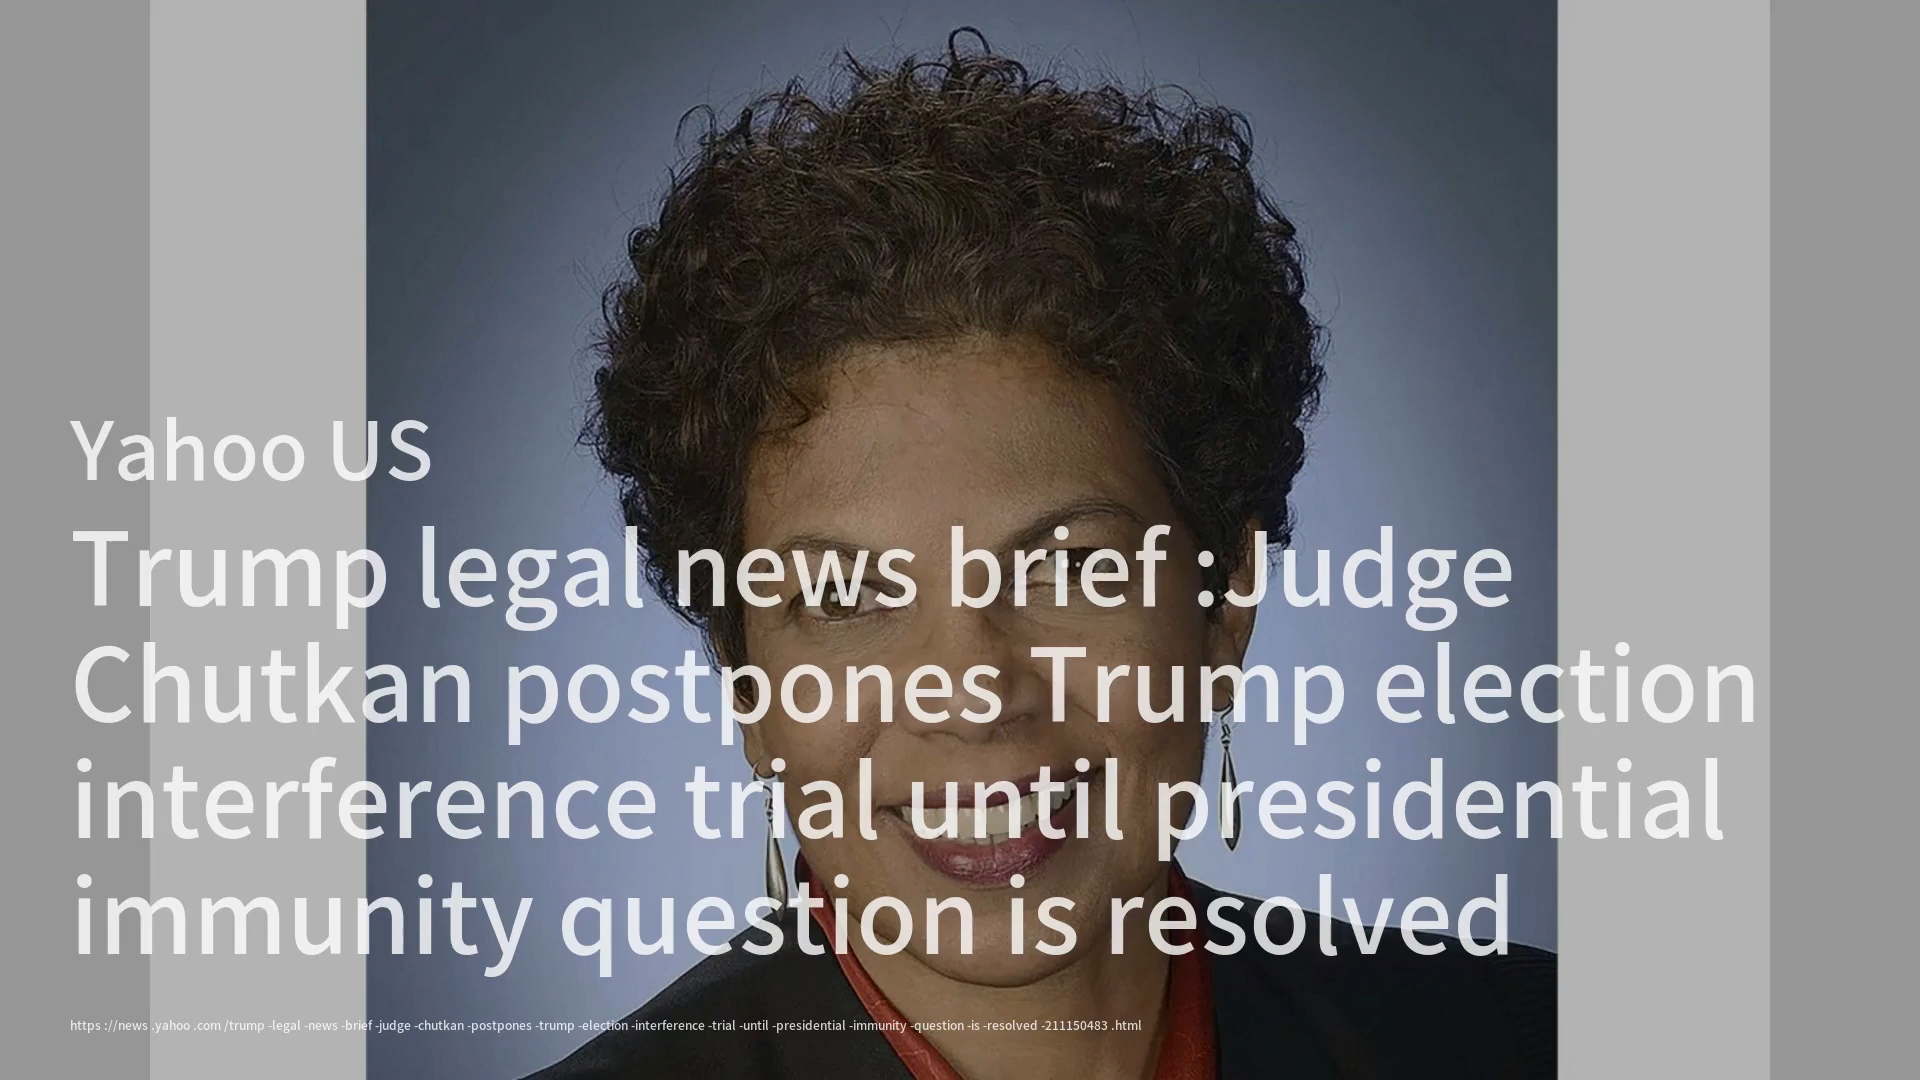 Yahoo US
Trump legal news brief :Judge
Chutkan postpones Trump election
interference trial until presidential
immunity question is resolved
https ://news .yahoo .com /trump -legal -news -brief -judge -chutkan -postpones -trump -election -interference -trial -until -presidential -immunity -question -is -resolved -211150483 .html